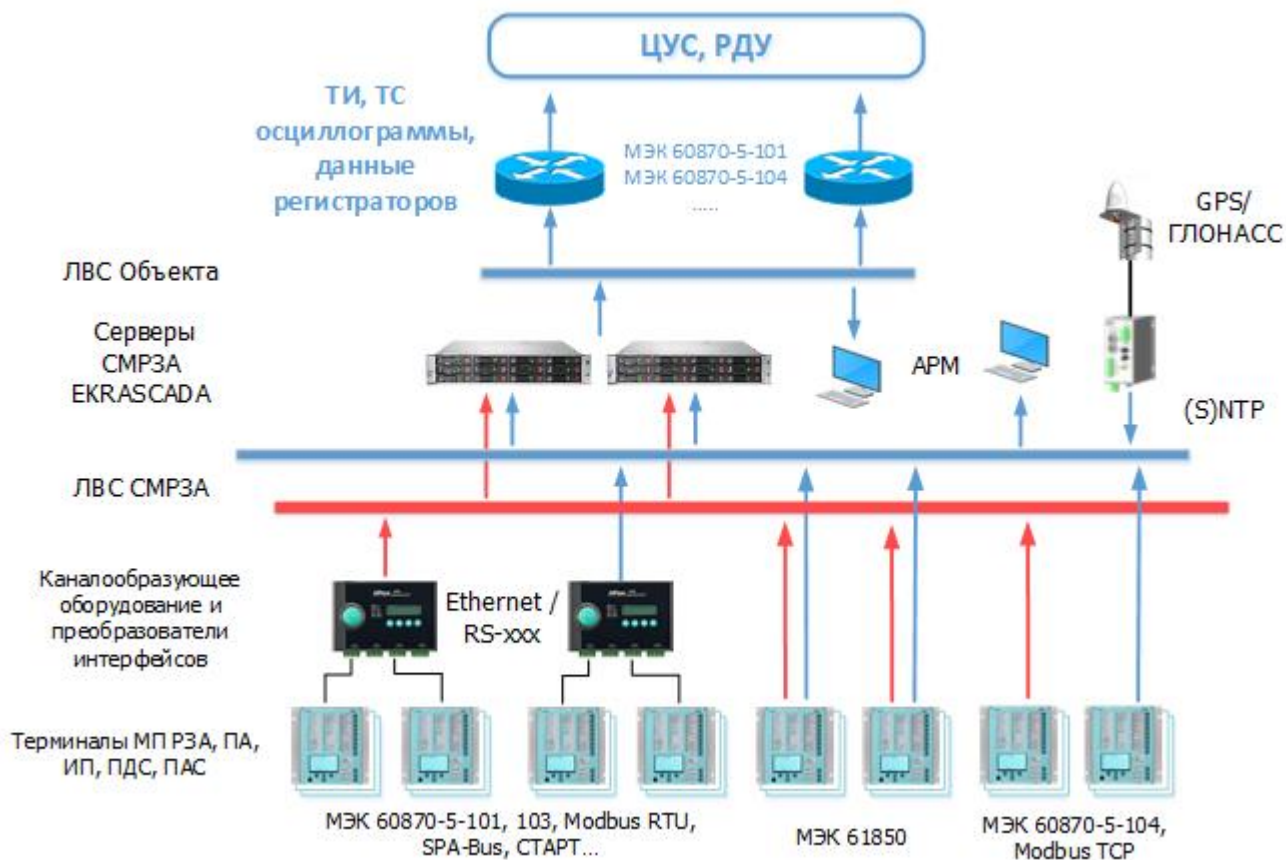 ЦУС, РДУ
ТИ, ТС
осциллограммы,
данные
регистраторов
МЭК 60870-5-101
МЭК 60870-5-104
.....
GPS/
ГЛОНАСС
ЛВС Объекта
Серверы
СМРЗА
EKRASCADA
АРМ
(S)NTP
ЛВС СМРЗА
Каналообразующее
оборудование и
преобразователи
интерфейсов
Ethernet /
RS-xxx
Терминалы МП РЗА, ПА,
ИП, ПДС, ПАС
МЭК 60870-5-101, 103, Modbus RTU,
SPA-Bus, СТАРТ...
МЭК 61850
МЭК 60870-5-104,
Modbus TCP